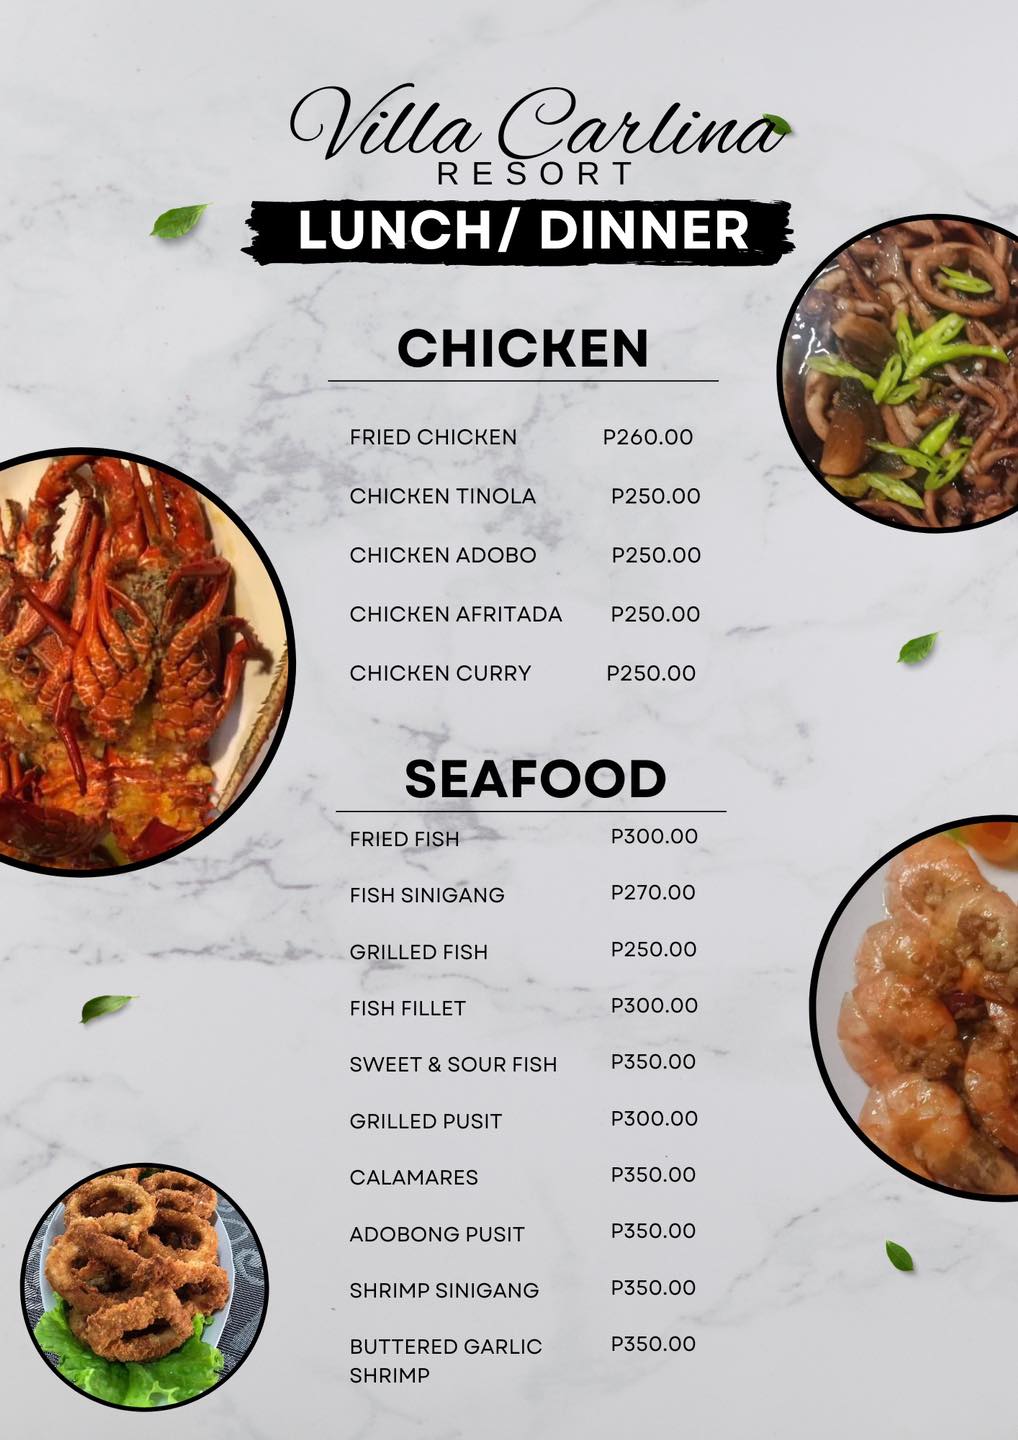 Villa Carlina
RESORT
LUNCH/ DINNER
CHICKEN
FRIED CHICKEN P260.00
CHICKEN TINOLA P250.00
CHICKEN ADOBO P250.00
CHICKEN AFRITADA P250.00
CHICKEN CURRY P250.00
SEAFOOD
FRIED FISH P300.00
FISH SINIGANG P270.00
GRILLED FISH P250.00
FISH FILLET P300.00
SWEET & SOUR FISH P350.00
GRILLED PUSIT P300.00
CALAMARES P350.00
ADOBONG PUSIT P350.00
SHRIMP SINIGANG P350.00
BUTTERED GARLIC P350.00
SHRIMP